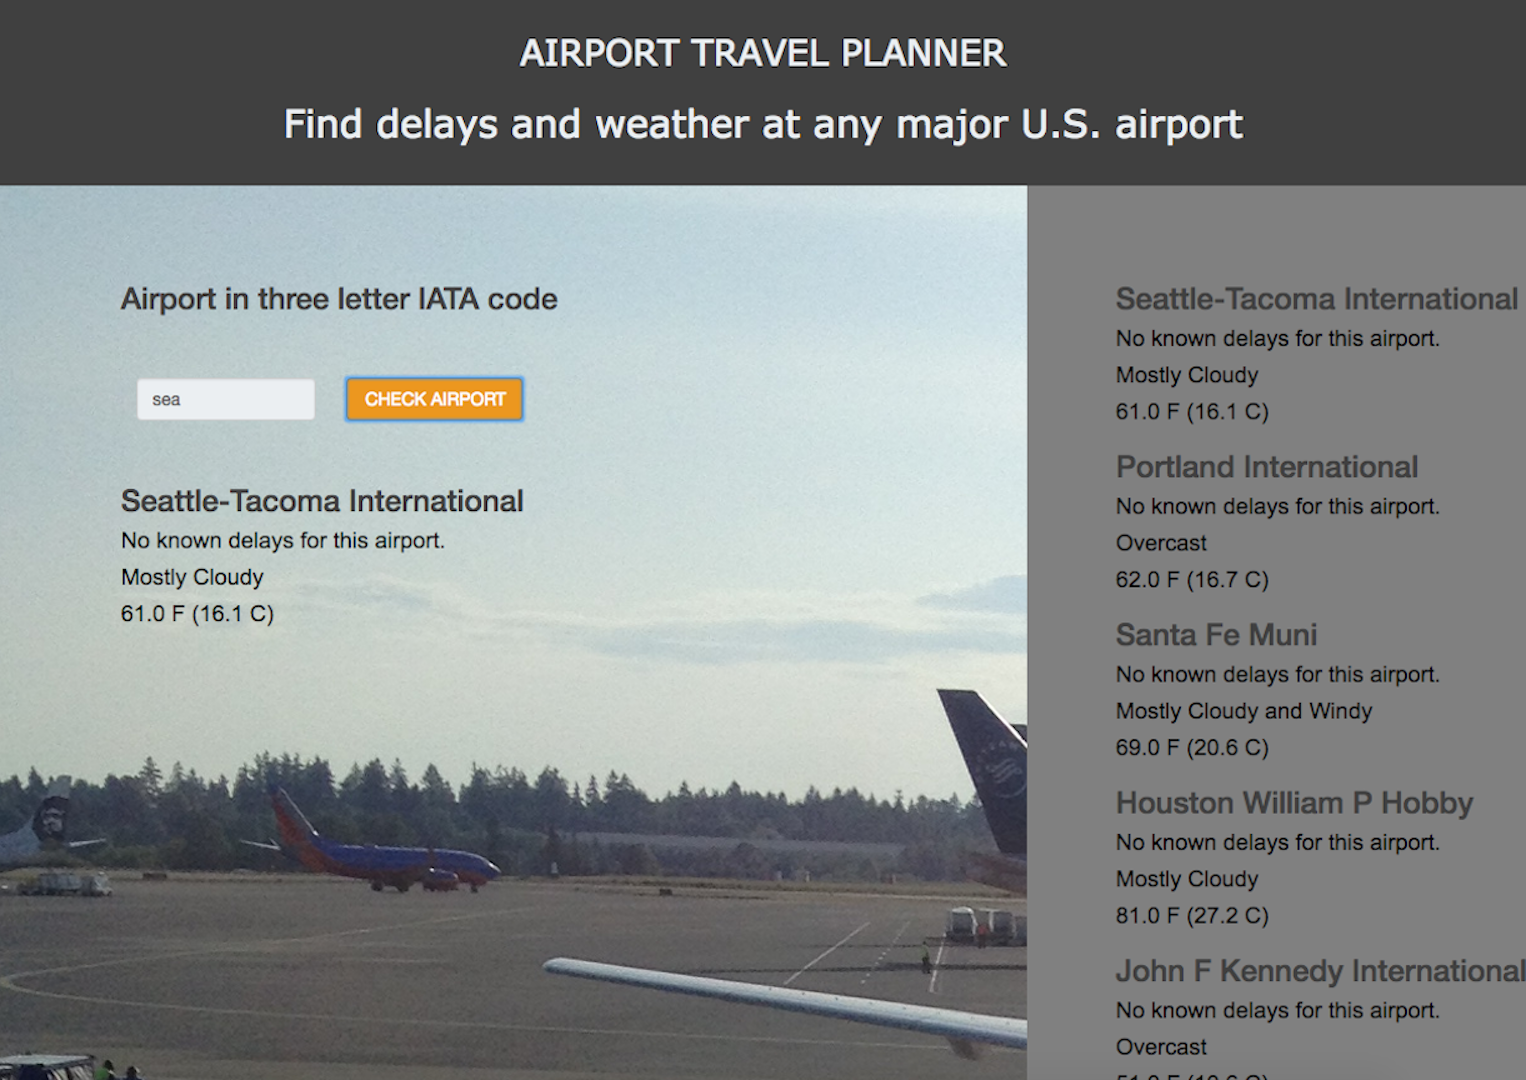 AIRPORT TRAVEL PLANNER
Find delays and weather at any major U.S. airport
Airport in three letter IATA code
sea
CHECK AIRPORT
Seattle-Tacoma International
No known delays for this airport.
Mostly Cloudy
61.0 F (16.1 C)
Seattle-Tacoma International
No known delays for this airport.
Mostly Cloudy
61.0 F (16.1 C)
Portland International
No known delays for this airport.
Overcast
62.0 F (16.7 C)
Santa Fe Muni
No known delays for this airport.
Mostly Cloudy and Windy
69.0 F (20.6 C)
Houston William P Hobby
No known delays for this airport.
Mostly Cloudy
81.0 F (27.2 C)
John F Kennedy International
No known delays for this airport.
Overcast